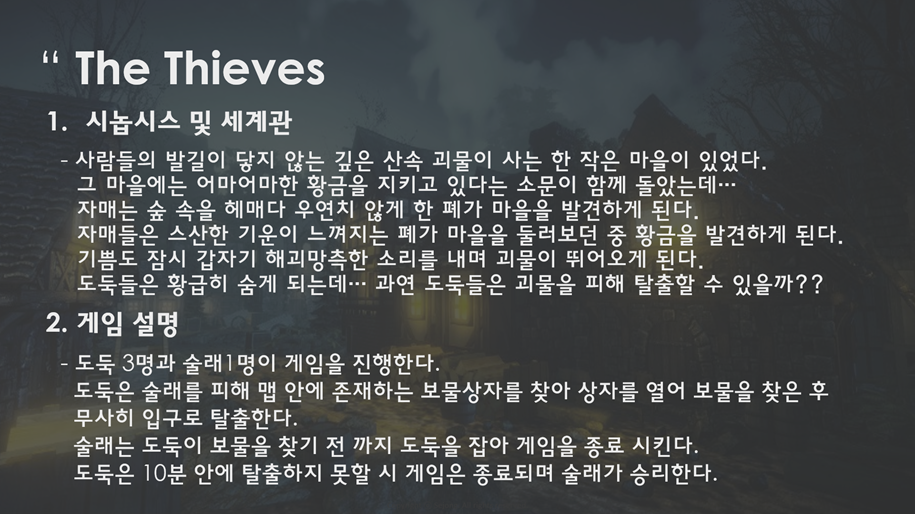 “ The Thieves
1. 시놉시스 및 세계관
- 사람들의 발길이 닿지 않는 깊은 산속 괴물이 사는 한 작은 마을이 있었다.
그 마을에는 어마어마한 황금을 지키고 있다는 소문이 함께 돌았는데…
자매는 숲 속을 헤매다 우연치 않게 한 폐가 마을을 발견하게 된다.
자매들은 스산한 기운이 느껴지는 폐가 마을을 둘러보던 중 황금을 발견하게 된다.
기쁨도 잠시 갑자기 해괴망측한 소리를 내며 괴물이 뛰어오게 된다.
도둑들은 황급히 숨게 되는데… 과연 도둑들은 괴물을 피해 탈출할 수 있을까??
2. 게임 설명
- 도둑 3명과 술래1명이 게임을 진행한다.
도둑은 술래를 피해 맵 안에 존재하는 보물상자를 찾아 상자를 열어 보물을 찾은 후
무사히 입구로 탈출한다.
술래는 도둑이 보물을 찾기 전 까지 도둑을 잡아 게임을 종료 시킨다.
도둑은 10분 안에 탈출하지 못할 시 게임은 종료되며 술래가 승리한다.